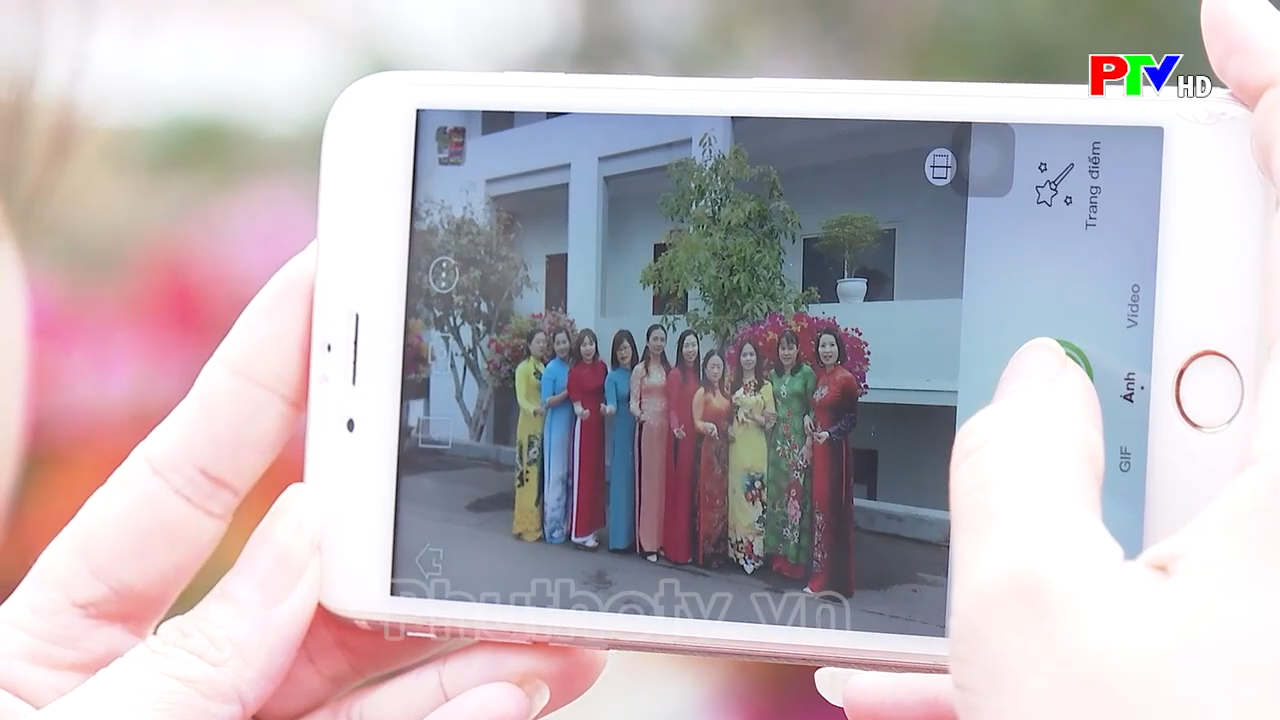 PTV HD
Trang điểm
Video
Ảnh
GIF
Phuthotv.vn